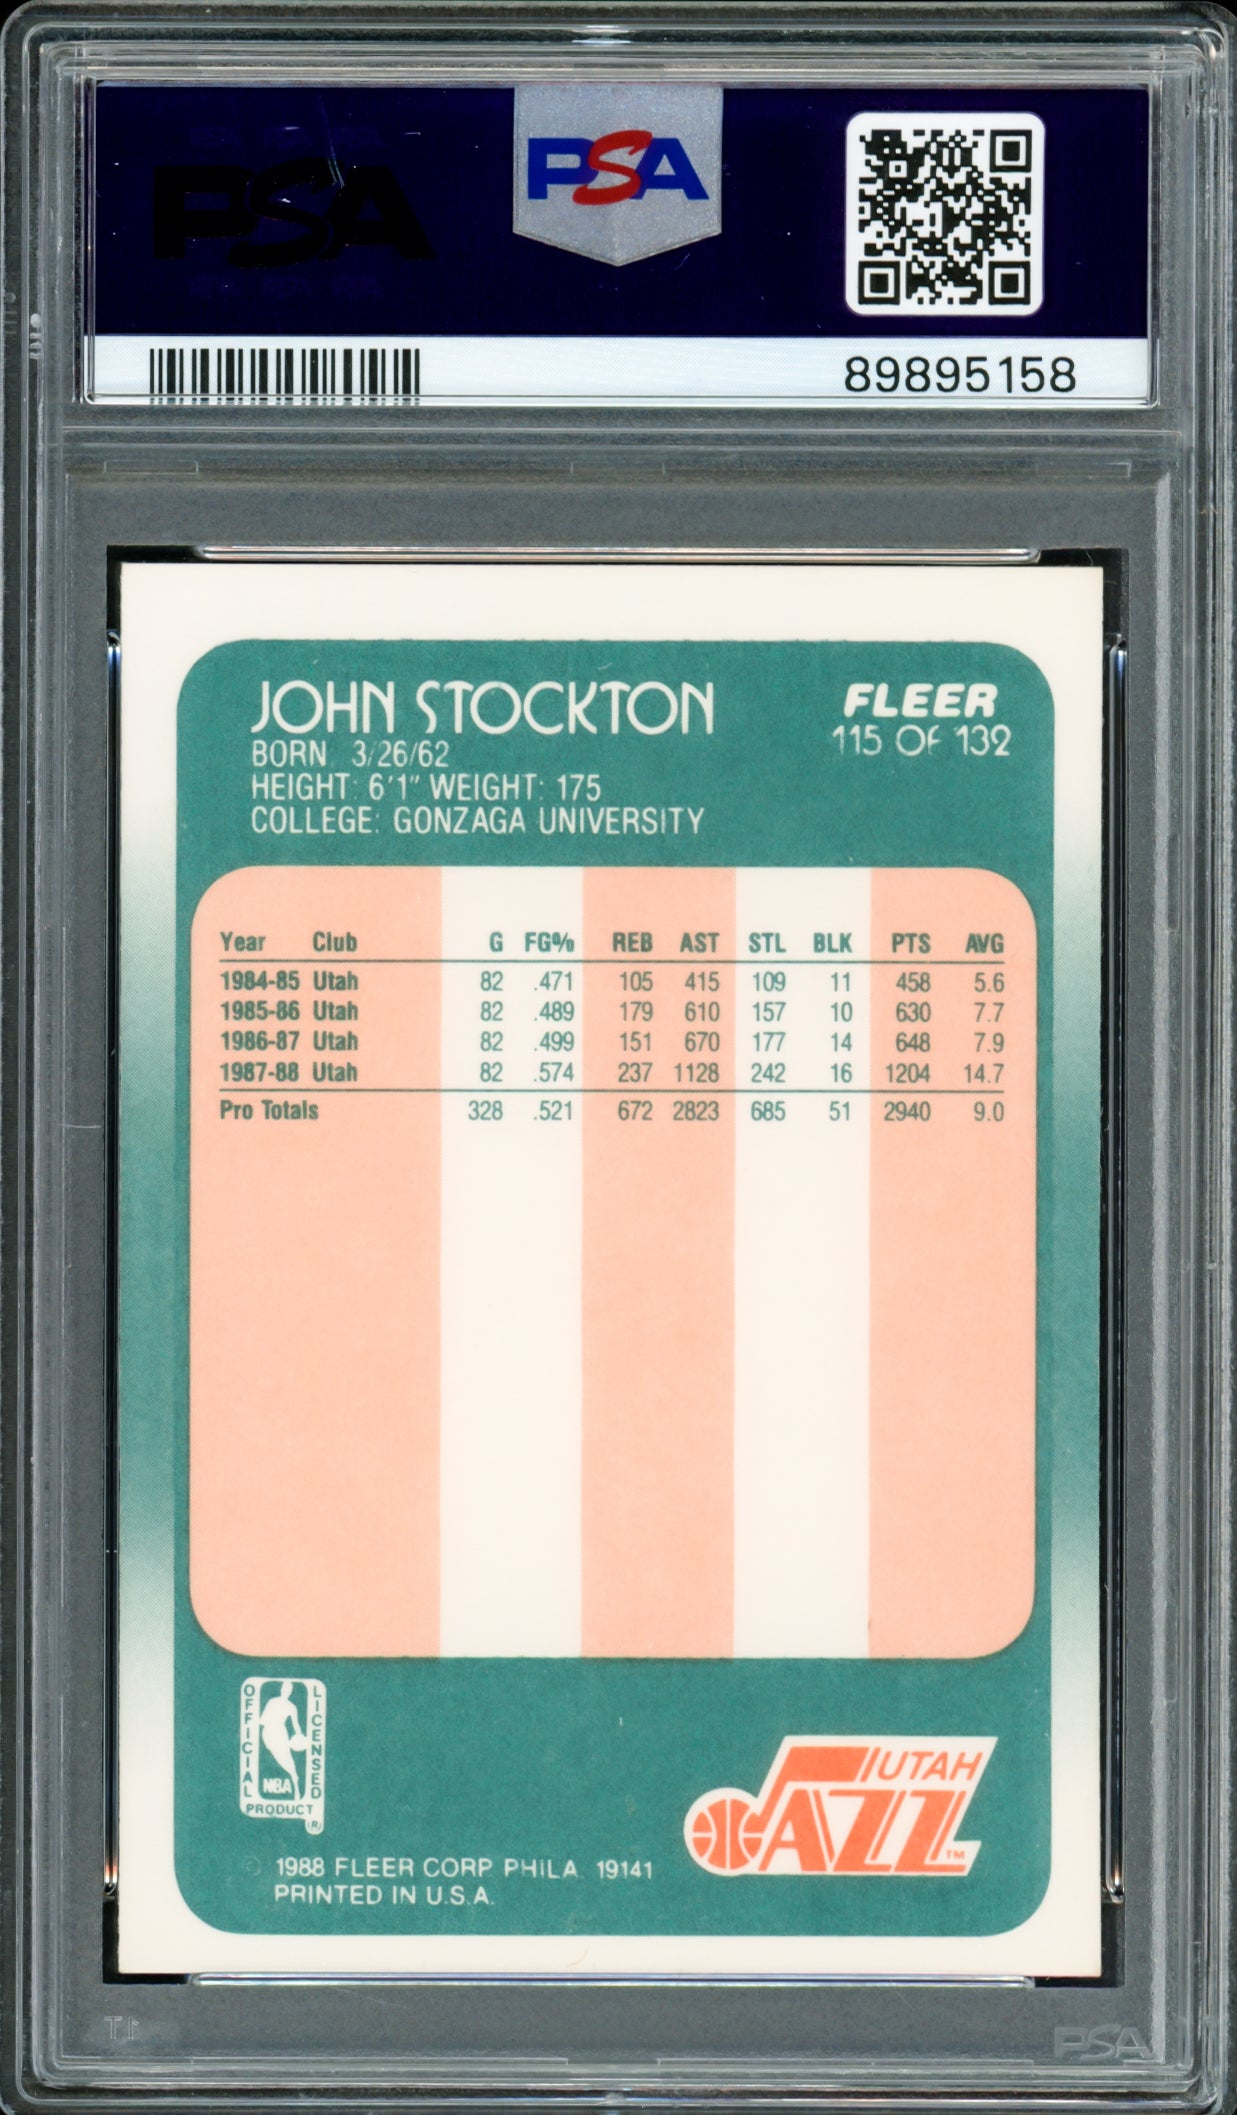 PSA
PSA
89895158
JOHN STOCKTON
BORN 3/26/62
HEIGHT: 6'1" WEIGHT: 175
COLLEGE: GONZAGA UNIVERSITY
FLEER
115 OF 132
Year Club G FG% REB AST STL BLK PTS AVG
1984-85 Utah 82 .471 105 415 109 11 458 5.6
1985-86 Utah 82 .489 179 610 157 10 630 7.7
1986-87 Utah 82 .499 151 670 177 14 648 7.9
1987-88 Utah 82 .574 237 1128 242 16 1204 14.7
Pro Totals 328 .521 672 2823 685 51 2940 9.0
OFFICIAL LICENSED
NBA
PRODUCT
®
UTAH
JAZZ
™
© 1988 FLEER CORP PHILA. 19141
PRINTED IN U.S.A.
PSA